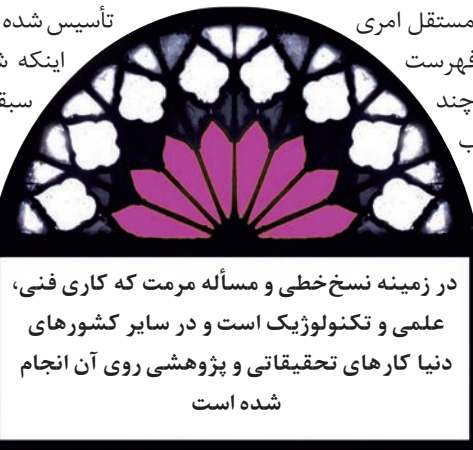 مستقل امری
فهرست
چند
تأسیس شده
اینکه
در زمینه نسخ‌خطی و مسأله مرمت که کاری فنی،
علمی و تکنولوژیک است و در سایر کشورهای
دنیا کارهای تحقیقاتی و پژوهشی روی آن انجام
شده است